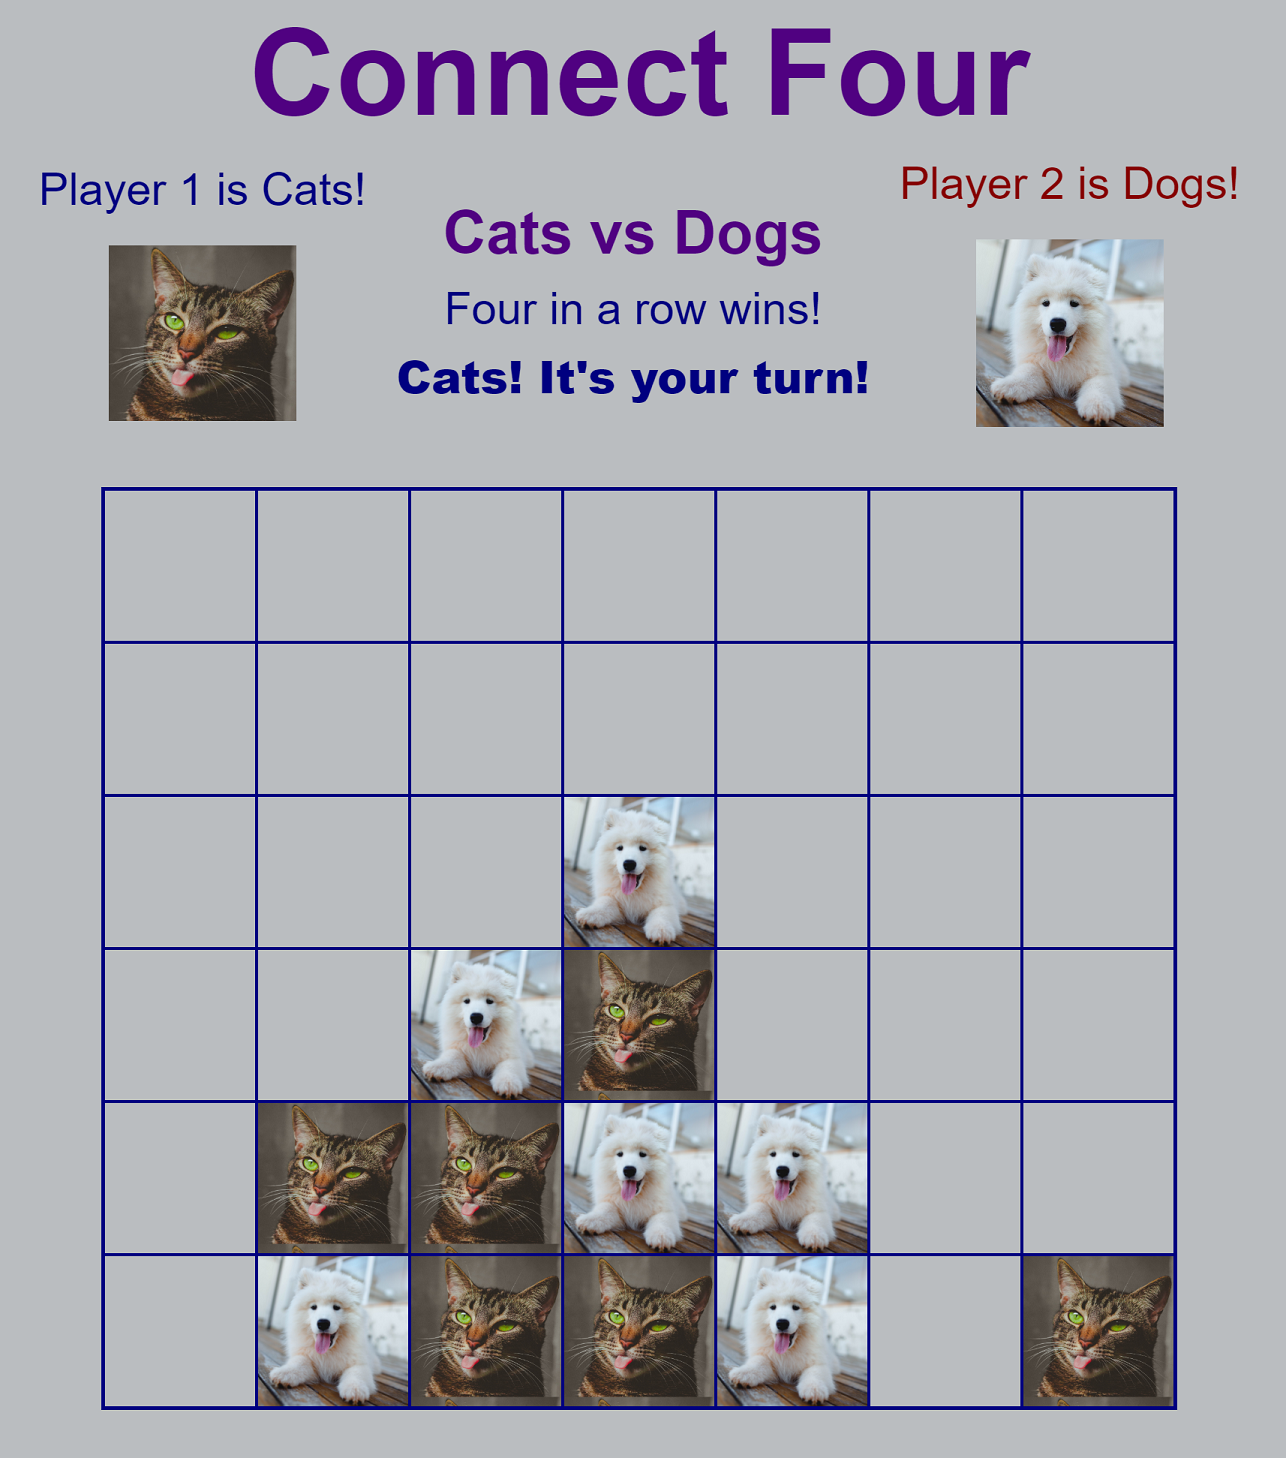 Connect Four
Player 1 is Cats!
Player 2 is Dogs!
Cats vs Dogs
Four in a row wins!
Cats! It's your turn!